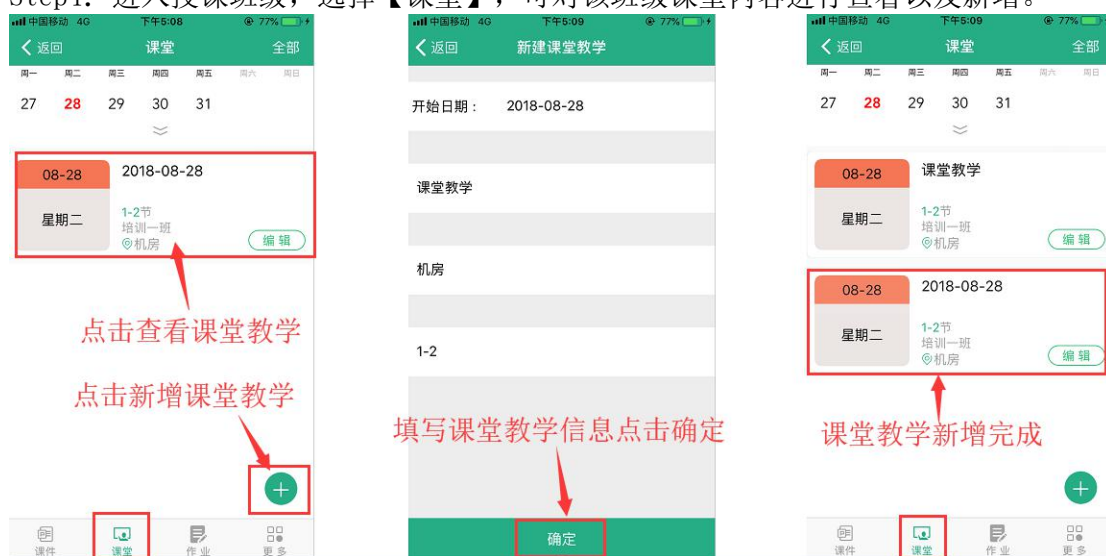 Step4: 进入授课班级，选择【课堂】，可对该班级课堂内容进行查看以及新增。
中国移动 4G 下午5:08 77%
返回 课堂 全部
周一 周二 周三 周四 周五 周六 周日
27 28 29 30 31
08-28 2018-08-28
星期二 1-2节
培训一班
机房 编辑
点击查看课堂教学
点击新增课堂教学
课件 课堂 作业 更多
中国移动 4G 下午5:09 77%
返回 新建课堂教学
开始日期： 2018-08-28
课堂教学
机房
1-2
填写课堂教学信息点击确定
确定
中国移动 4G 下午5:09 77%
返回 课堂 全部
周一 周二 周三 周四 周五 周六 周日
27 28 29 30 31
08-28 课堂教学
星期二 1-2节
培训一班
机房 编辑
08-28 2018-08-28
星期二 1-2节
培训一班
机房 编辑
课堂教学新增完成
课件 课堂 作业 更多